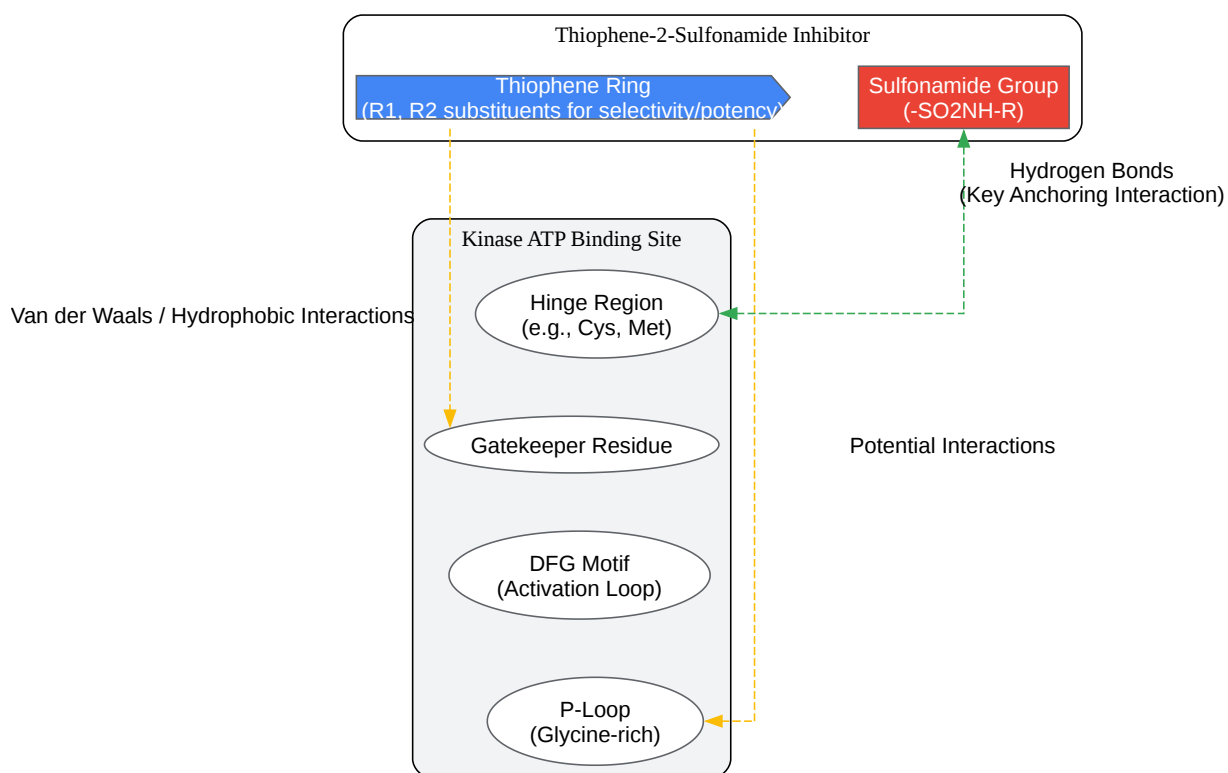 Thiophene-2-Sulfonamide Inhibitor
Thiophene Ring
(R1, R2 substituents for selectivity/potency)
Sulfonamide Group
(-SO2NH-R)
Hydrogen Bonds
(Key Anchoring Interaction)
Kinase ATP Binding Site
Hinge Region
(e.g., Cys, Met)
Van der Waals / Hydrophobic Interactions
Gatekeeper Residue
Potential Interactions
DFG Motif
(Activation Loop)
P-Loop
(Glycine-rich)